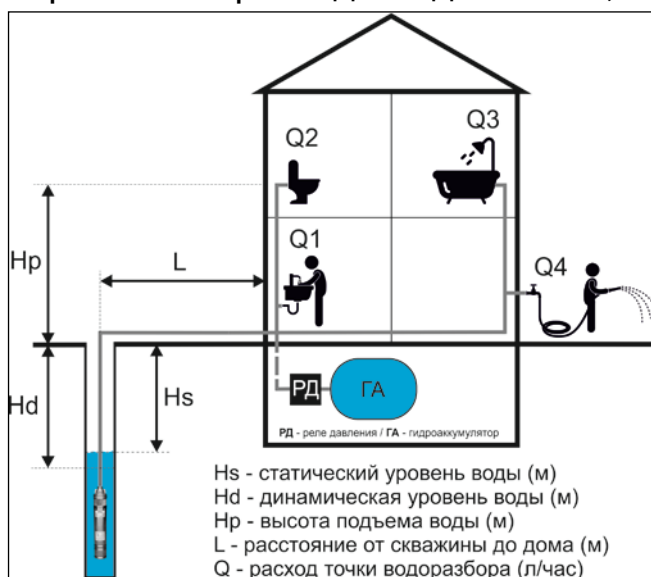 Q2
Q3
Hp
L
Q1
Q4
Hd
Hs
РД
ГА
РД - реле давления / ГА - гидроаккумулятор
Hs - статический уровень воды (м)
Hd - динамическая уровень воды (м)
Hp - высота подъема воды (м)
L - расстояние от скважины до дома (м)
Q - расход точки водоразбора (л/час)